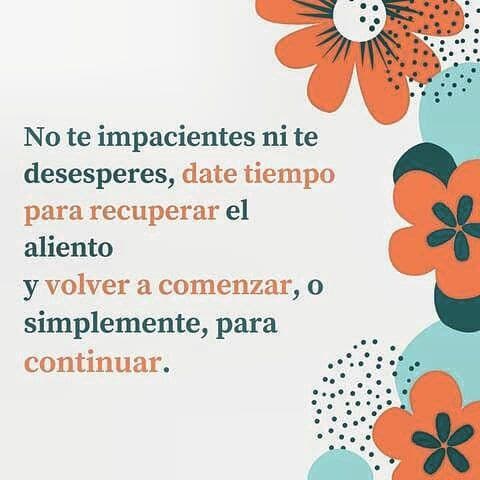 No te impacientes ni te
desesperes, date tiempo
para recuperar el
aliento
y volver a comenzar, o
simplemente, para
continuar.